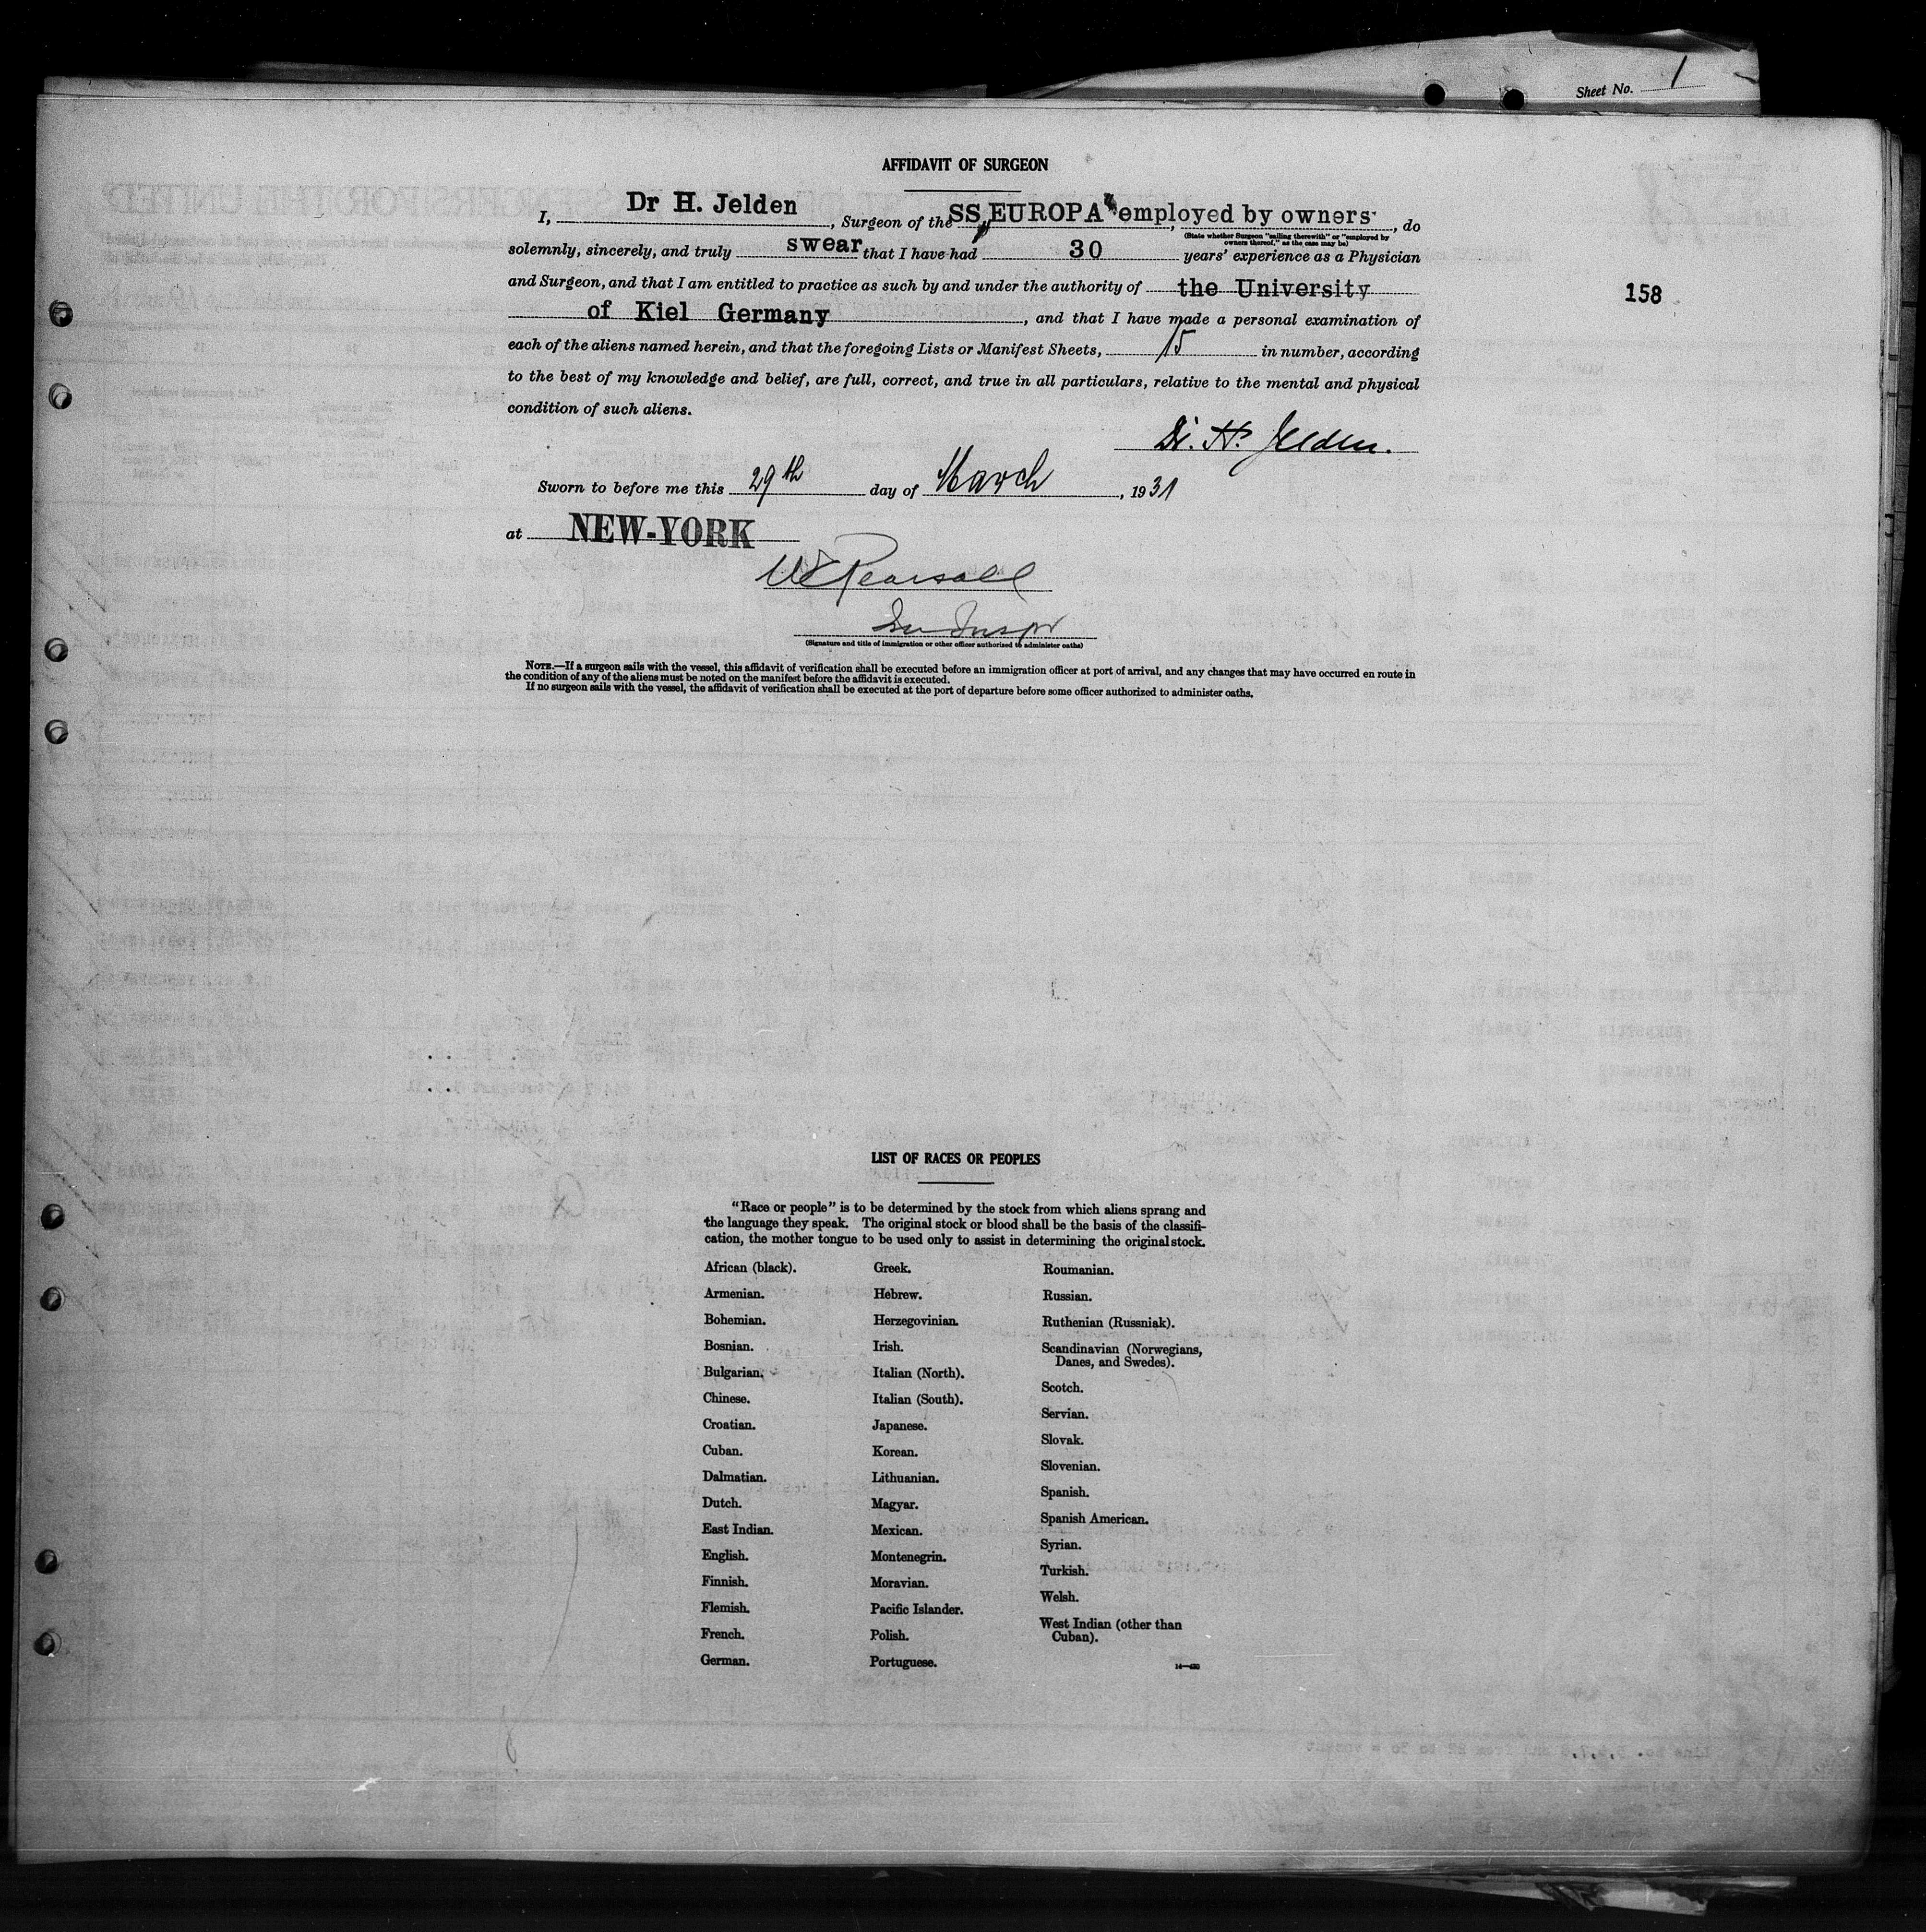 Sheet No. 1
AFFIDAVIT OF SURGEON
I, Dr H. Jelden, Surgeon of the SS,,EUROPA", employed by owners, do
(State whether Surgeon "sailing therewith" or "employed by
owners thereof," as the case may be)
solemnly, sincerely, and truly swear that I have had 30 years' experience as a Physician
and Surgeon, and that I am entitled to practice as such by and under the authority of the University
158
of Kiel Germany, and that I have made a personal examination of
each of the aliens named herein, and that the foregoing Lists or Manifest Sheets, 15 in number, according
to the best of my knowledge and belief, are full, correct, and true in all particulars, relative to the mental and physical
condition of such aliens.
Dr. H. Jelden.
Sworn to before me this 29th day of March, 1931
at NEW-YORK
Pearsall
(Signature and title of immigration or other officer authorized to administer oaths)
NOTE.—If a surgeon sails with the vessel, this affidavit of verification shall be executed before an immigration officer at port of arrival, and any changes that may have occurred en route in
the condition of any of the aliens must be noted on the manifest before the affidavit is executed.
If no surgeon sails with the vessel, the affidavit of verification shall be executed at the port of departure before some officer authorized to administer oaths.
LIST OF RACES OR PEOPLES
"Race or people" is to be determined by the stock from which aliens sprang and
the language they speak. The original stock or blood shall be the basis of the classifi-
cation, the mother tongue to be used only to assist in determining the original stock.
African (black).
Armenian.
Bohemian.
Bosnian.
Bulgarian.
Chinese.
Croatian.
Cuban.
Dalmatian.
Dutch.
East Indian.
English.
Finnish.
Flemish.
French.
German.
Greek.
Hebrew.
Herzegovinian.
Irish.
Italian (North).
Italian (South).
Japanese.
Korean.
Lithuanian.
Magyar.
Mexican.
Montenegrin.
Moravian.
Pacific Islander.
Polish.
Portuguese.
Roumanian.
Russian.
Ruthenian (Russniak).
Scandinavian (Norwegians,
Danes, and Swedes).
Scotch.
Servian.
Slovak.
Slovenian.
Spanish.
Spanish American.
Syrian.
Turkish.
Welsh.
West Indian (other than
Cuban).